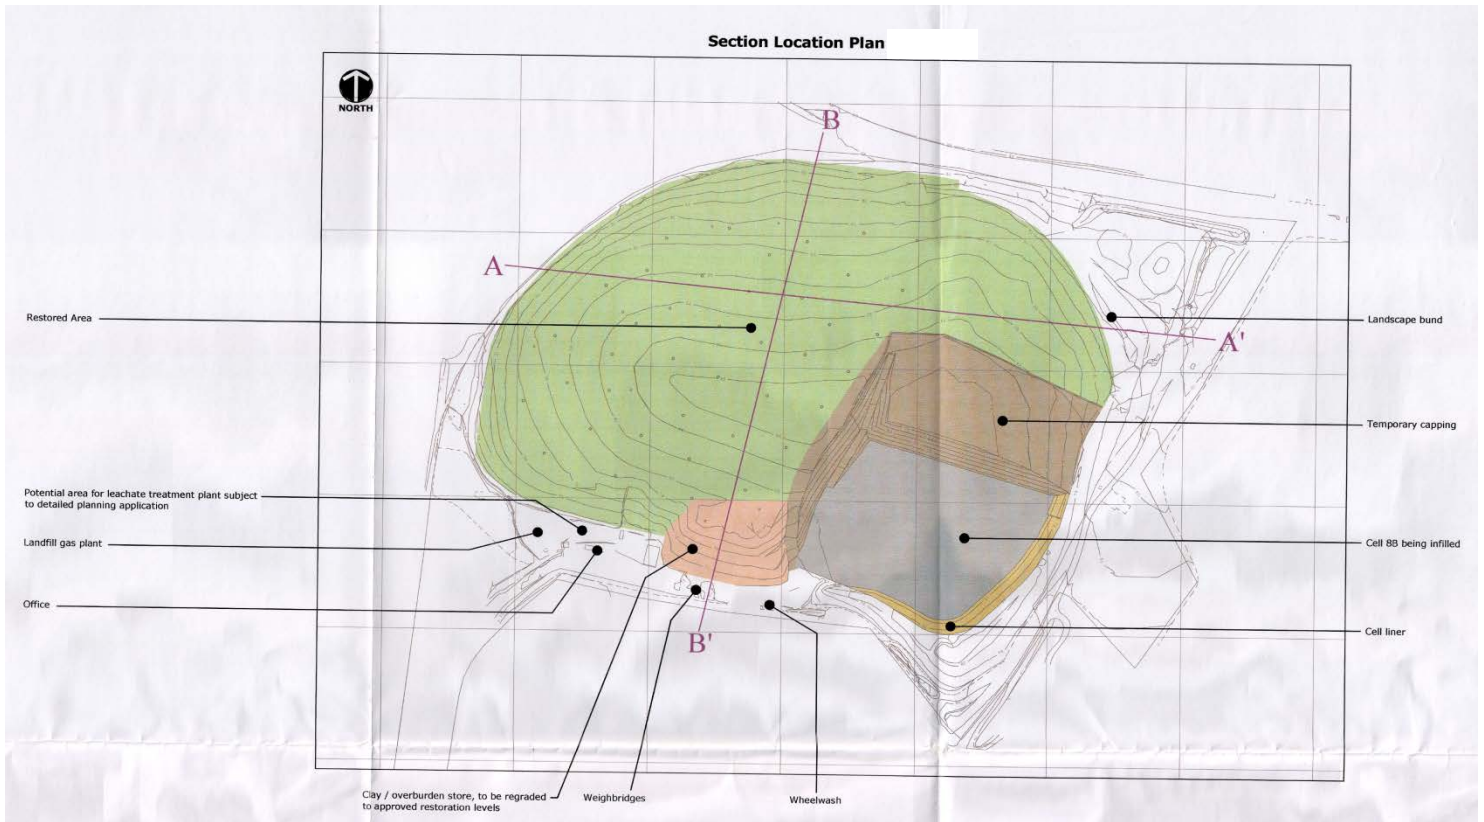 Section Location Plan
NORTH
B
A
Restored Area
Landscape bund
A'
Temporary capping
Potential area for leachate treatment plant subject
to detailed planning application
Landfill gas plant
Cell 8B being infilled
Office
Cell liner
B'
Clay / overburden store, to be regraded
to approved restoration levels
Weighbridges
Wheelwash